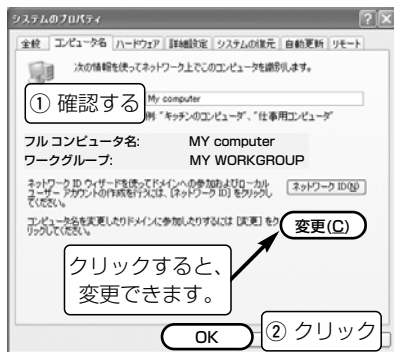 システムのプロパティ
全般 コンピュータ名 ハードウェア 詳細設定 システムの復元 自動更新 リモート
次の情報を使ってネットワーク上でこのコンピュータを識別します。
① 確認する
My computer
例 "キッチンのコンピュータ"、"仕事用コンピュータ"
フル コンピュータ名: MY computer
ワークグループ: MY WORKGROUP
ネットワーク ID ウィザードを使ってドメインへの参加およびローカル
ユーザー アカウントの作成を行うには、[ネットワーク ID] をクリックし
てください。
ネットワーク ID(N)
コンピュータ名を変更したりドメインに参加したりするには [変更] をク
リックしてください。
変更(C)
クリックすると、
変更できます。
OK
② クリック